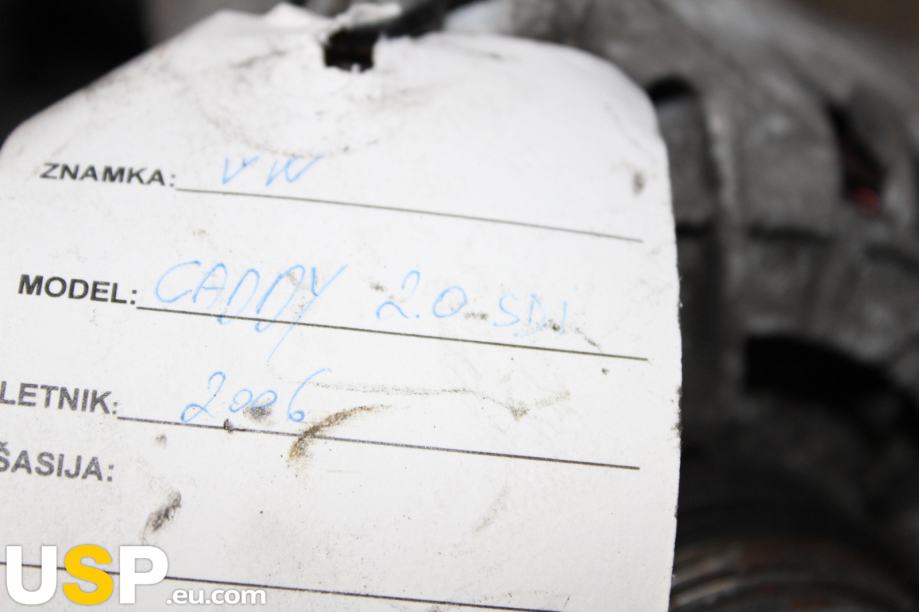 ZNAMKA: VW
MODEL: CADDY 2.0 SDI
LETNIK: 2006
ŠASIJA:
USP.eu.com